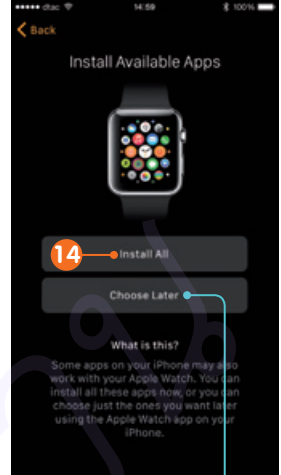 dtac 14:59 100%
Back
Install Available Apps
14 Install All
Choose Later
What is this?
Some apps on your iPhone may also
work with your Apple Watch. You can
install all these apps now, or you can
choose just the ones you want later
using the Apple Watch app on your
iPhone.